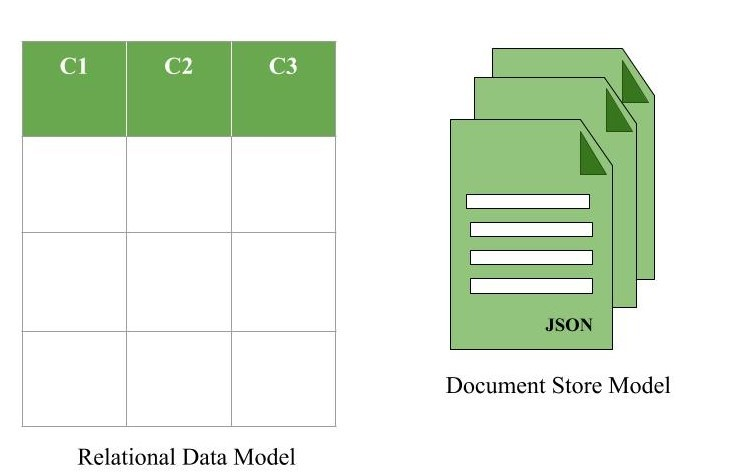 C1 C2 C3
JSON
Document Store Model
Relational Data Model